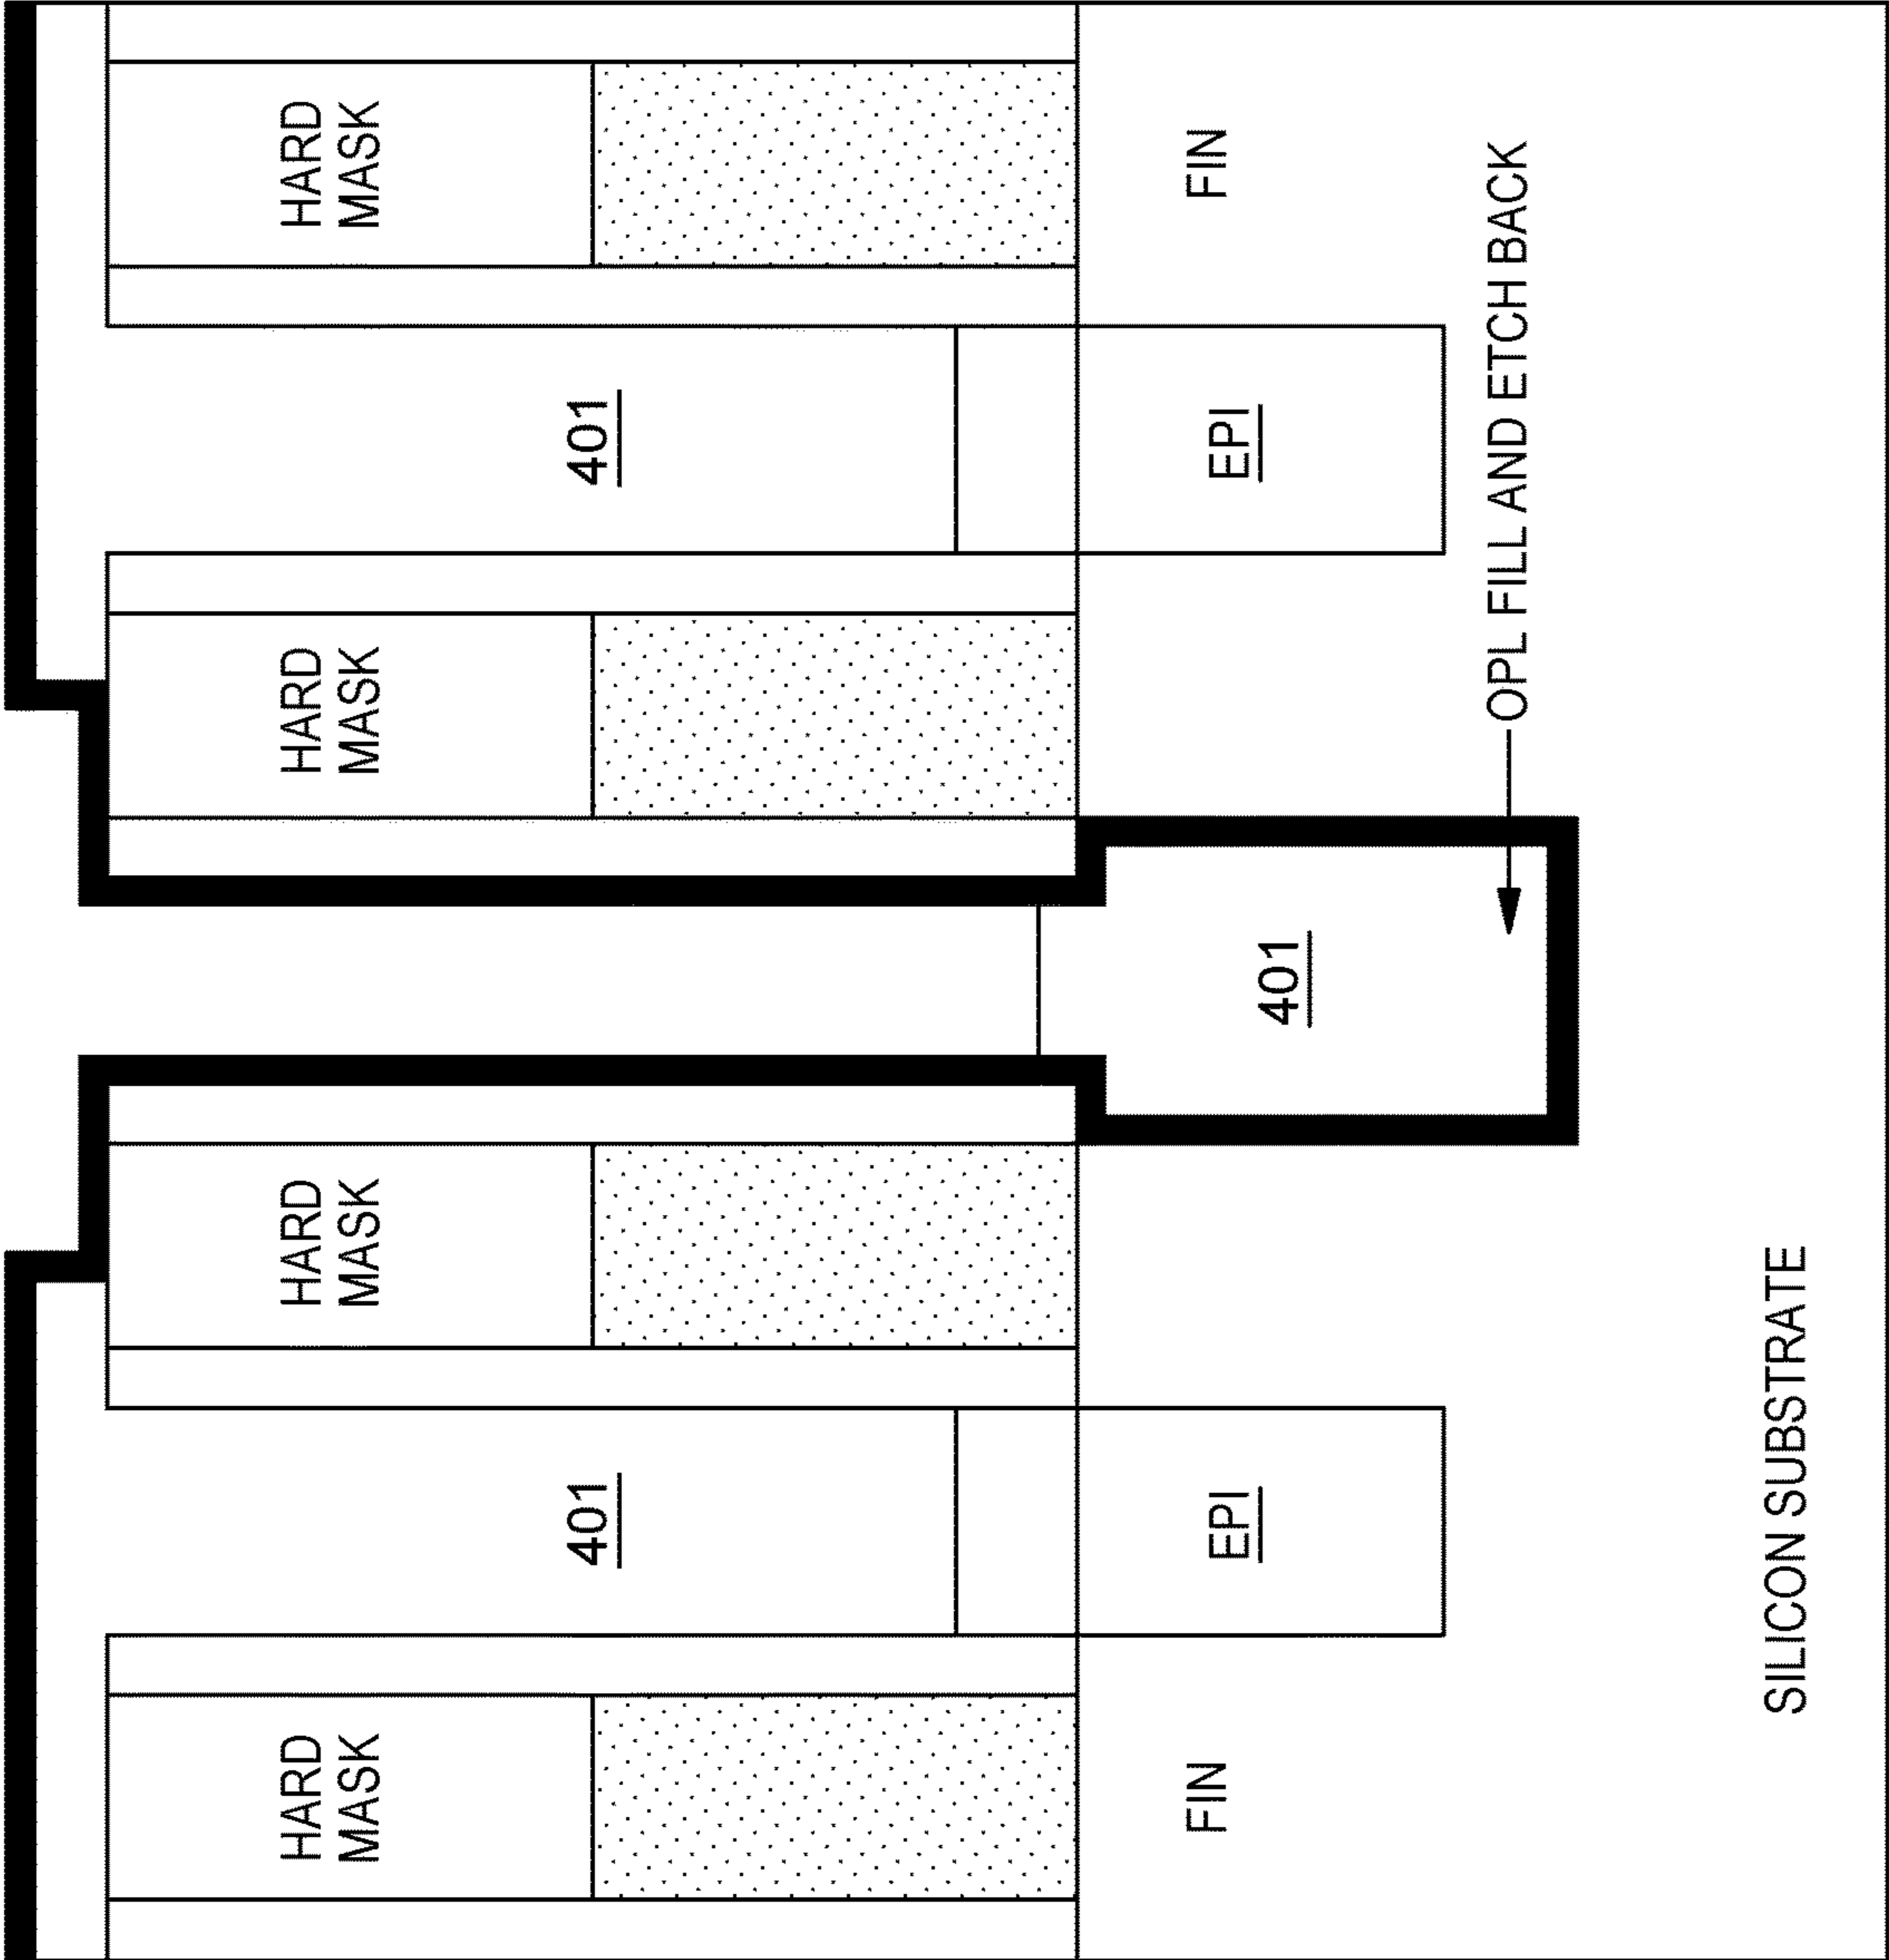 HARD
MASK
HARD
MASK
HARD
MASK
HARD
MASK
401
401
FIN
EPI
401
EPI
FIN
OPL FILL AND ETCH BACK
SILICON SUBSTRATE